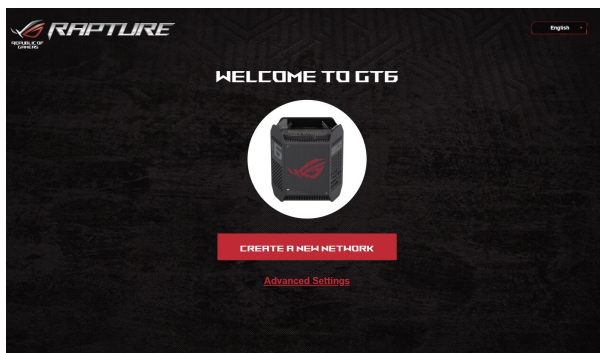 REPUBLIC OF
GAMERS
RAPTURE
English
WELCOME TO GT6
CREATE A NEW NETWORK
Advanced Settings